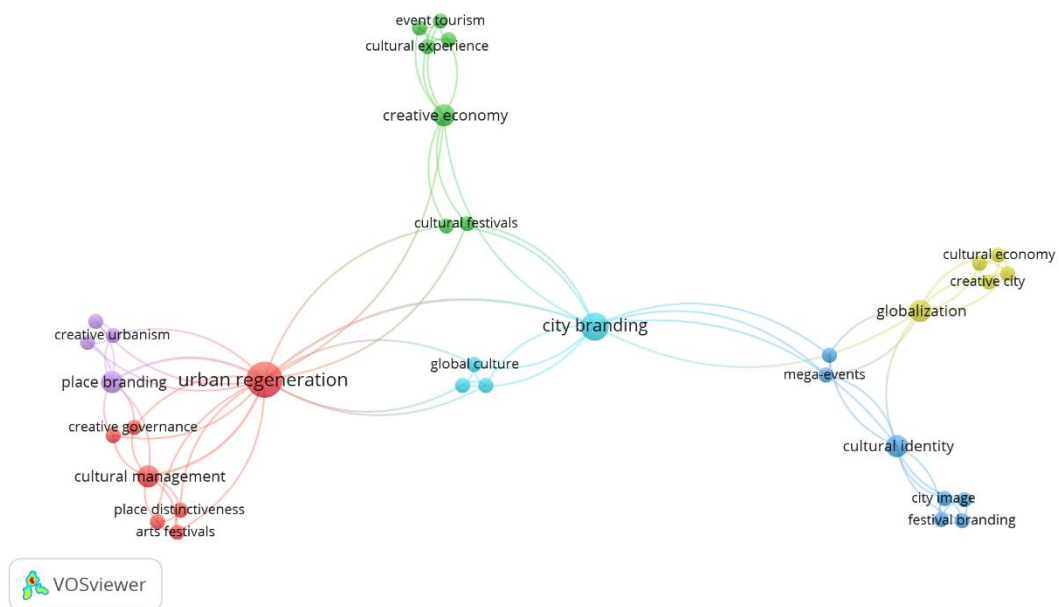 event tourism
cultural experience
creative economy
cultural festivals
cultural economy
creative city
globalization
city branding
creative urbanism
global culture
mega-events
place branding
urban regeneration
creative governance
cultural identity
cultural management
city image
place distinctiveness
festival branding
arts festivals
VOSviewer